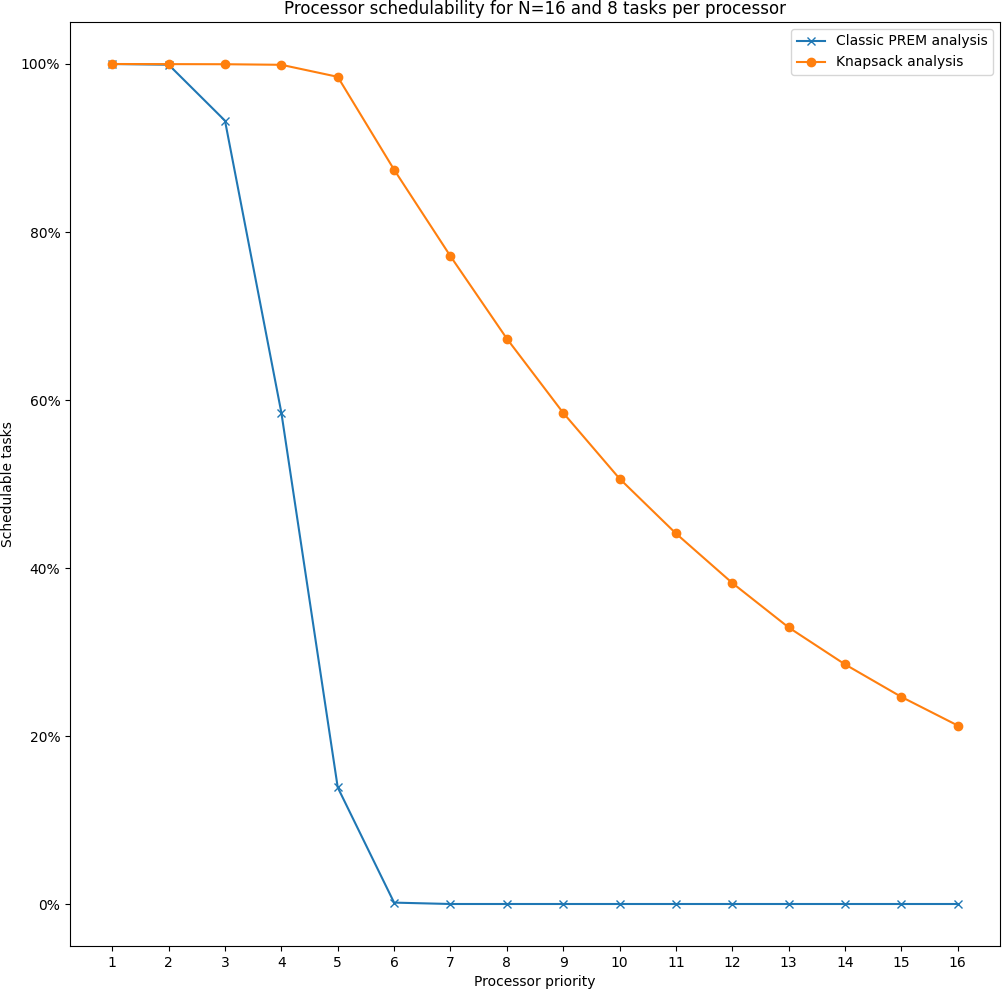 Processor schedulability for N=16 and 8 tasks per processor
Classic PREM analysis
Knapsack analysis
Schedulable tasks
100%
80%
60%
40%
20%
0%
1 2 3 4 5 6 7 8 9 10 11 12 13 14 15 16
Processor priority